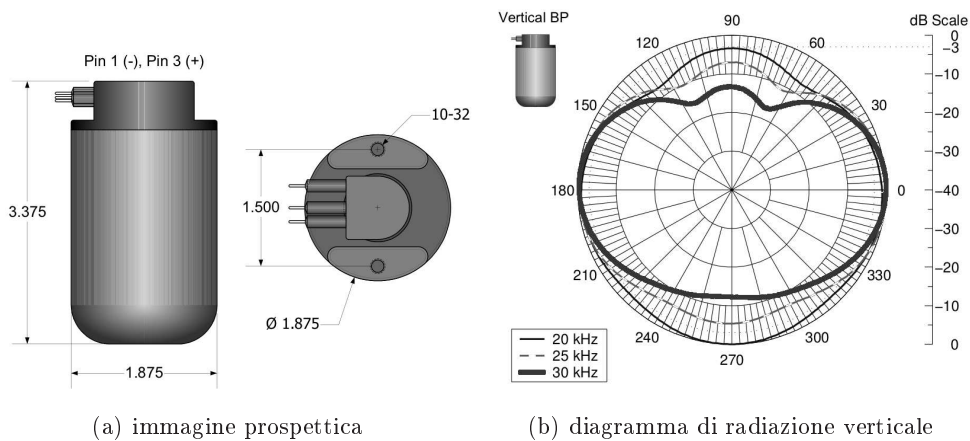 Pin 1 (-), Pin 3 (+)
3.375
1.875
10-32
1.500
Ø 1.875
(a) immagine prospettica
Vertical BP
dB Scale
90
120
60
150
30
180
0
210
330
240
300
270
0
-3
-10
-20
-30
-40
-30
-20
-10
0
20 kHz
25 kHz
30 kHz
(b) diagramma di radiazione verticale